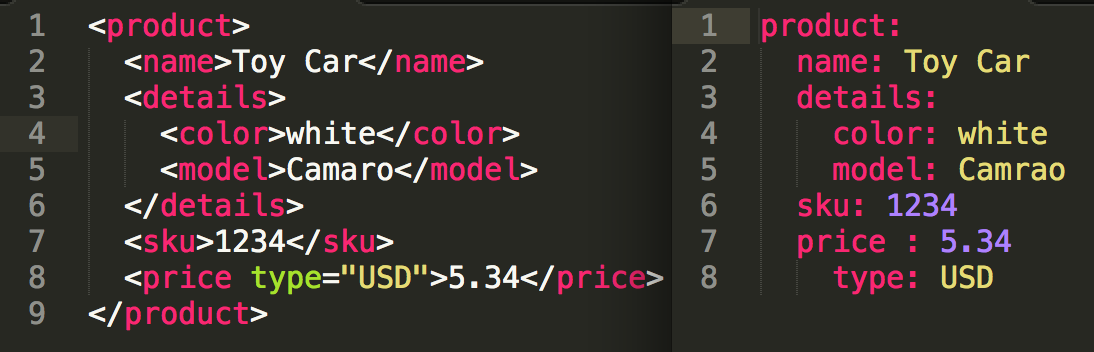 1 <product>
2 <name>Toy Car</name>
3 <details>
4 <color>white</color>
5 <model>Camaro</model>
6 </details>
7 <sku>1234</sku>
8 <price type="USD">5.34</price>
9 </product>
1 product:
2 name: Toy Car
3 details:
4 color: white
5 model: Camrao
6 sku: 1234
7 price : 5.34
8 type: USD